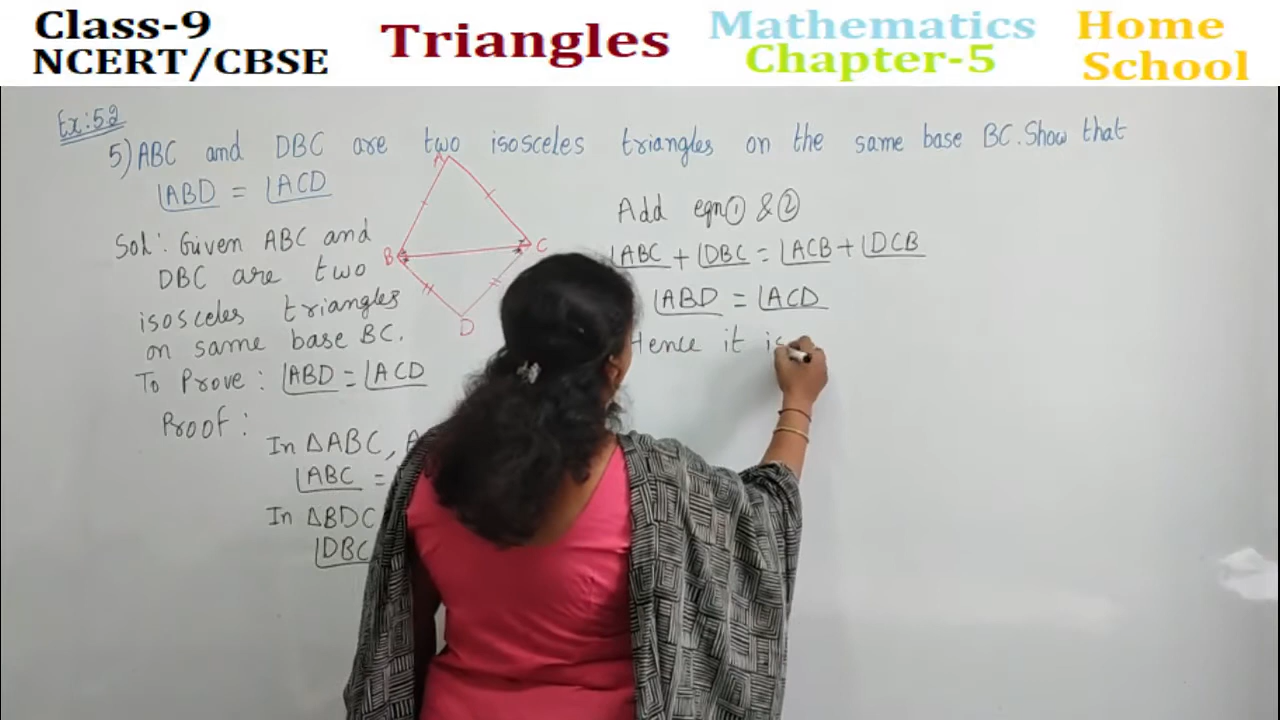 Class-9
NCERT/CBSE
Triangles
Mathematics
Chapter-5
Home
School
Ex:5.2
5) ABC and DBC are two isosceles triangles on the same base BC. Show that
∠ABD = ∠ACD
Sol: Given ABC and
DBC are two
isosceles triangles
on same base BC.
To Prove: ∠ABD = ∠ACD
Proof:
In △ABC, A
∠ABC =
In △BDC
∠DBC
A
B
C
D
Add eqn ① & ②
∠ABC + ∠DBC = ∠ACB + ∠DCB
∠ABD = ∠ACD
Hence it is